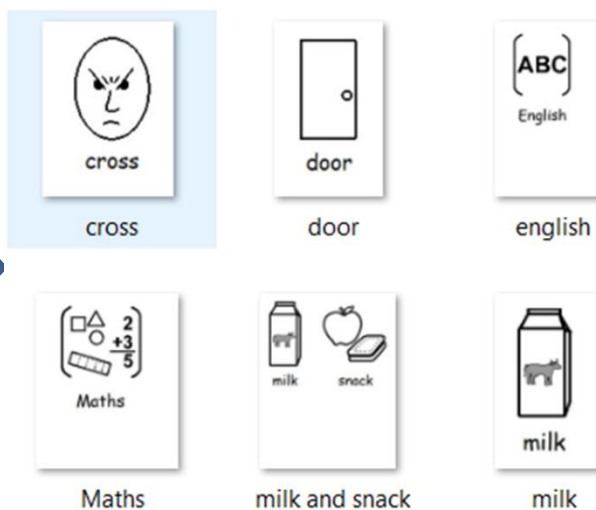 cross
door
ABC
English
cross
door
english
2
+3
5
Maths
milk
snack
milk
Maths
milk and snack
milk